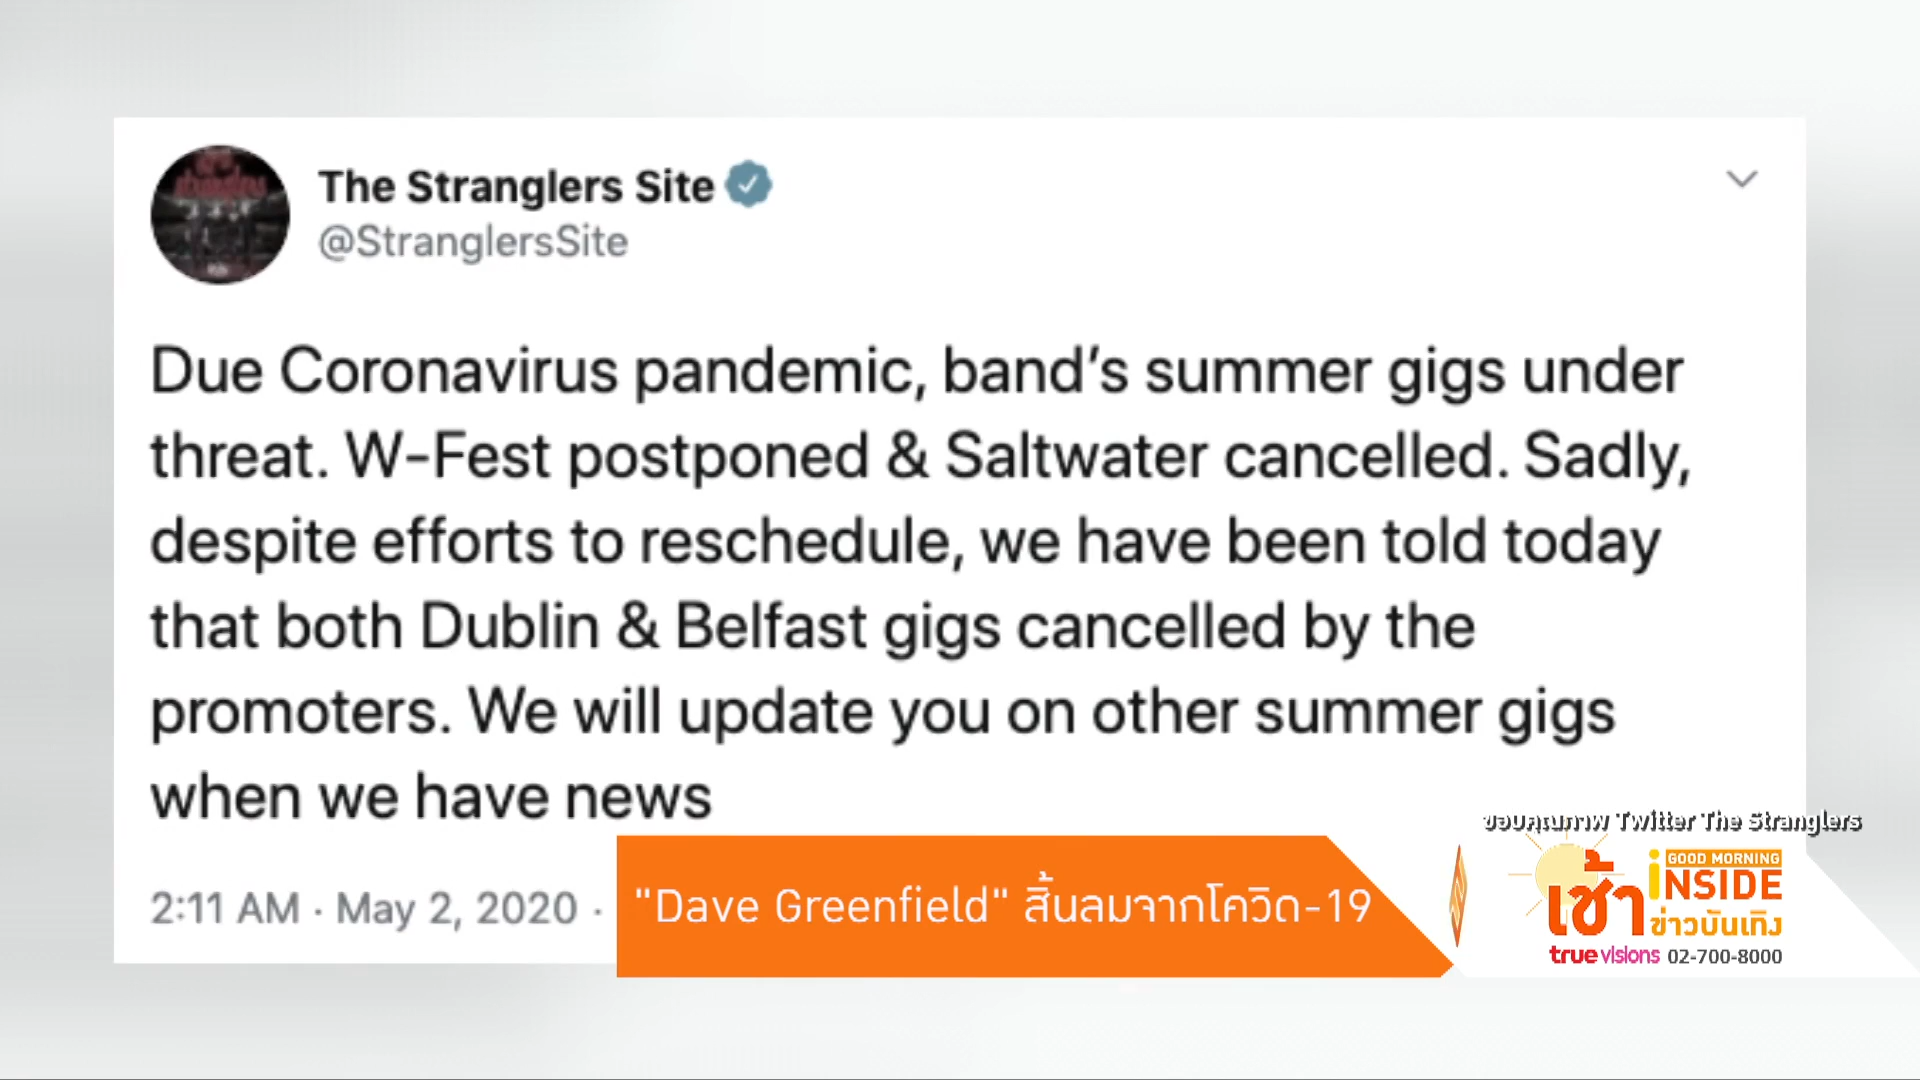 The Stranglers Site
@StranglersSite
Due Coronavirus pandemic, band's summer gigs under
threat. W-Fest postponed & Saltwater cancelled. Sadly,
despite efforts to reschedule, we have been told today
that both Dublin & Belfast gigs cancelled by the
promoters. We will update you on other summer gigs
when we have news
2:11 AM · May 2, 2020 ·
"Dave Greenfield" สิ้นลมจากโควิด-19
ขอบคุณภาพ Twitter The Stranglers
เช้า
GOOD MORNING
iNSIDE
ข่าวบันเทิง
truevisions 02-700-8000